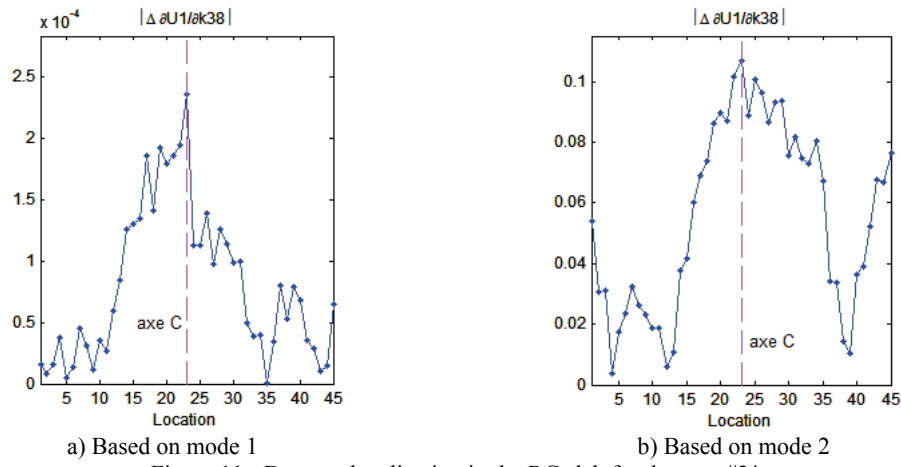 |Δ ∂U1/∂k38|
x 10⁻⁴
2.5
2
1.5
1
0.5
0
axe C
5 10 15 20 25 30 35 40 45
Location
a) Based on mode 1
|Δ ∂U1/∂k38|
0.1
0.08
0.06
0.04
0.02
0
axe C
5 10 15 20 25 30 35 40 45
Location
b) Based on mode 2